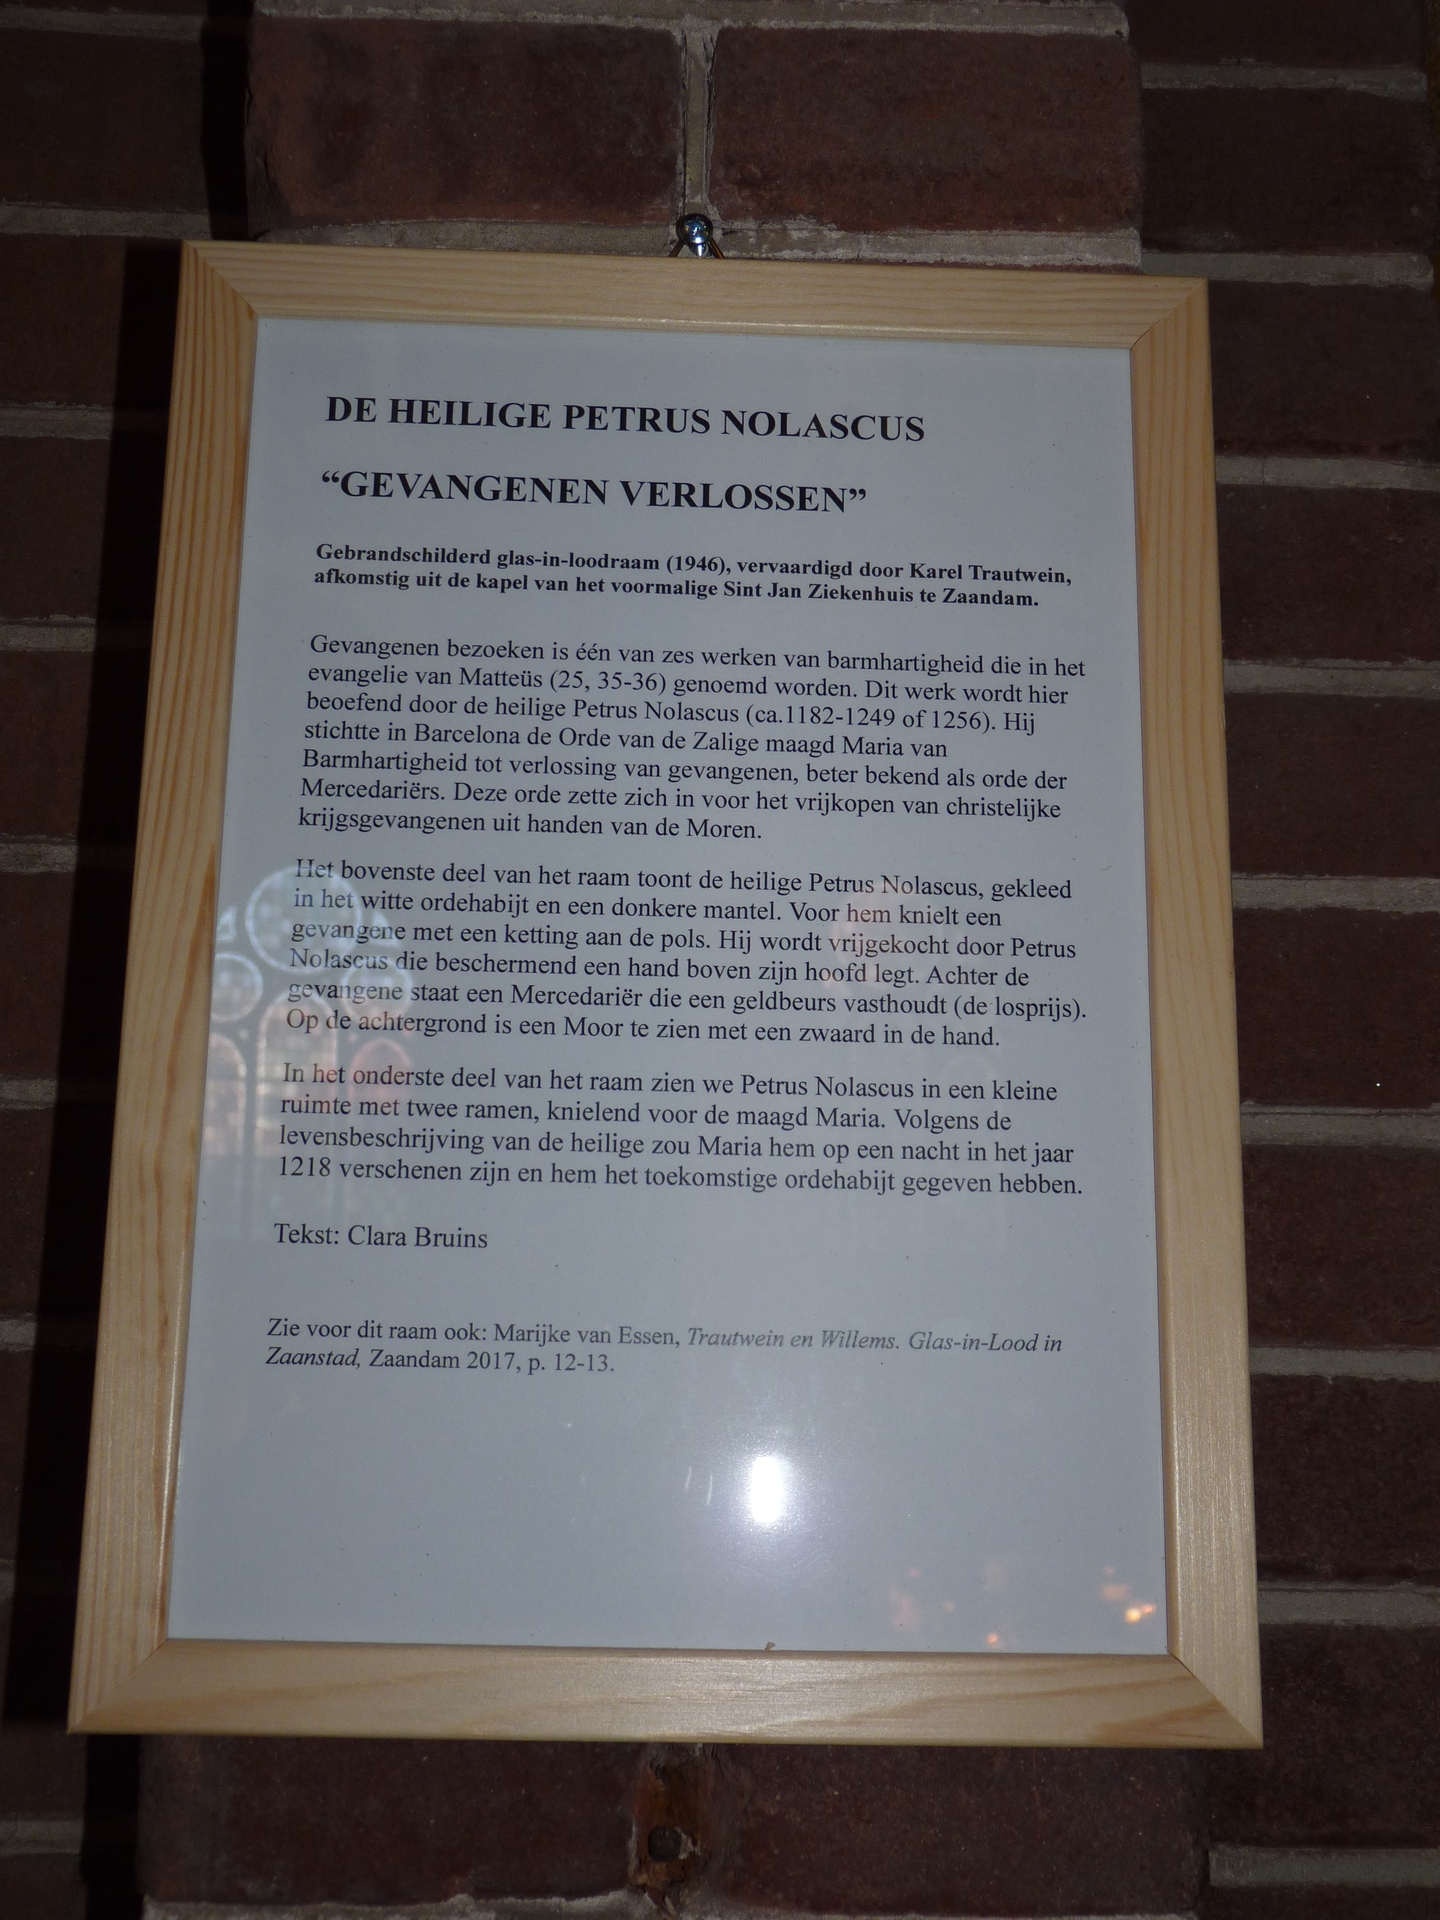 DE HEILIGE PETRUS NOLASCUS
“GEVANGENEN VERLOSSEN”
Gebrandschilderd glas-in-loodraam (1946), vervaardigd door Karel Trautwein,
afkomstig uit de kapel van het voormalige Sint Jan Ziekenhuis te Zaandam.
Gevangenen bezoeken is één van zes werken van barmhartigheid die in het
evangelie van Matteüs (25, 35-36) genoemd worden. Dit werk wordt hier
beoefend door de heilige Petrus Nolascus (ca.1182-1249 of 1256). Hij
stichtte in Barcelona de Orde van de Zalige maagd Maria van
Barmhartigheid tot verlossing van gevangenen, beter bekend als orde der
Mercedariërs. Deze orde zette zich in voor het vrijkopen van christelijke
krijgsgevangenen uit handen van de Moren.
Het bovenste deel van het raam toont de heilige Petrus Nolascus, gekleed
in het witte ordehabijt en een donkere mantel. Voor hem knielt een
gevangene met een ketting aan de pols. Hij wordt vrijgekocht door Petrus
Nolascus die beschermend een hand boven zijn hoofd legt. Achter de
gevangene staat een Mercedariër die een geldbeurs vasthoudt (de losprijs).
Op de achtergrond is een Moor te zien met een zwaard in de hand.
In het onderste deel van het raam zien we Petrus Nolascus in een kleine
ruimte met twee ramen, knielend voor de maagd Maria. Volgens de
levensbeschrijving van de heilige zou Maria hem op een nacht in het jaar
1218 verschenen zijn en hem het toekomstige ordehabijt gegeven hebben.
Tekst: Clara Bruins
Zie voor dit raam ook: Marijke van Essen, Trautwein en Willems. Glas-in-Lood in
Zaanstad, Zaandam 2017, p. 12-13.